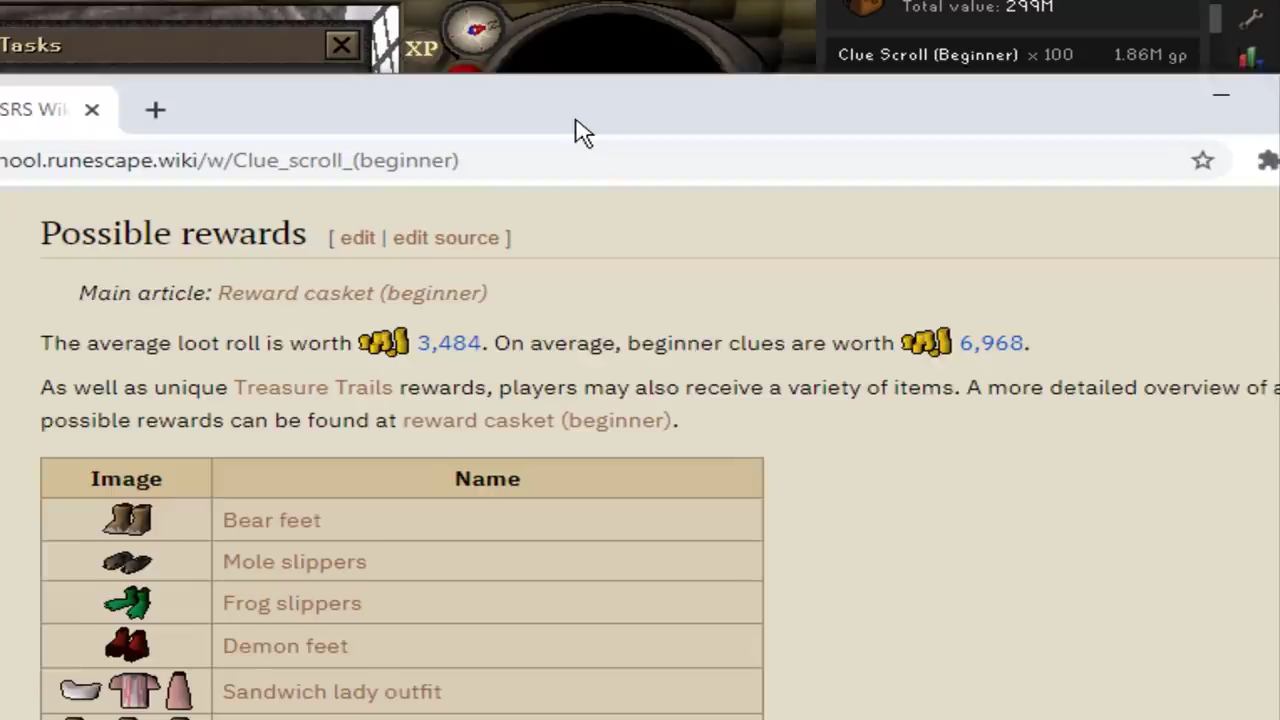 Total value: 299M
Tasks
XP
Clue Scroll (Beginner) × 100 1.86M gp
SRS Wi
hool.runescape.wiki/w/Clue_scroll_(beginner)
Possible rewards [ edit | edit source ]
Main article: Reward casket (beginner)
The average loot roll is worth 3,484. On average, beginner clues are worth 6,968.
As well as unique Treasure Trails rewards, players may also receive a variety of items. A more detailed overview of a
possible rewards can be found at reward casket (beginner).
Image Name
Bear feet
Mole slippers
Frog slippers
Demon feet
Sandwich lady outfit